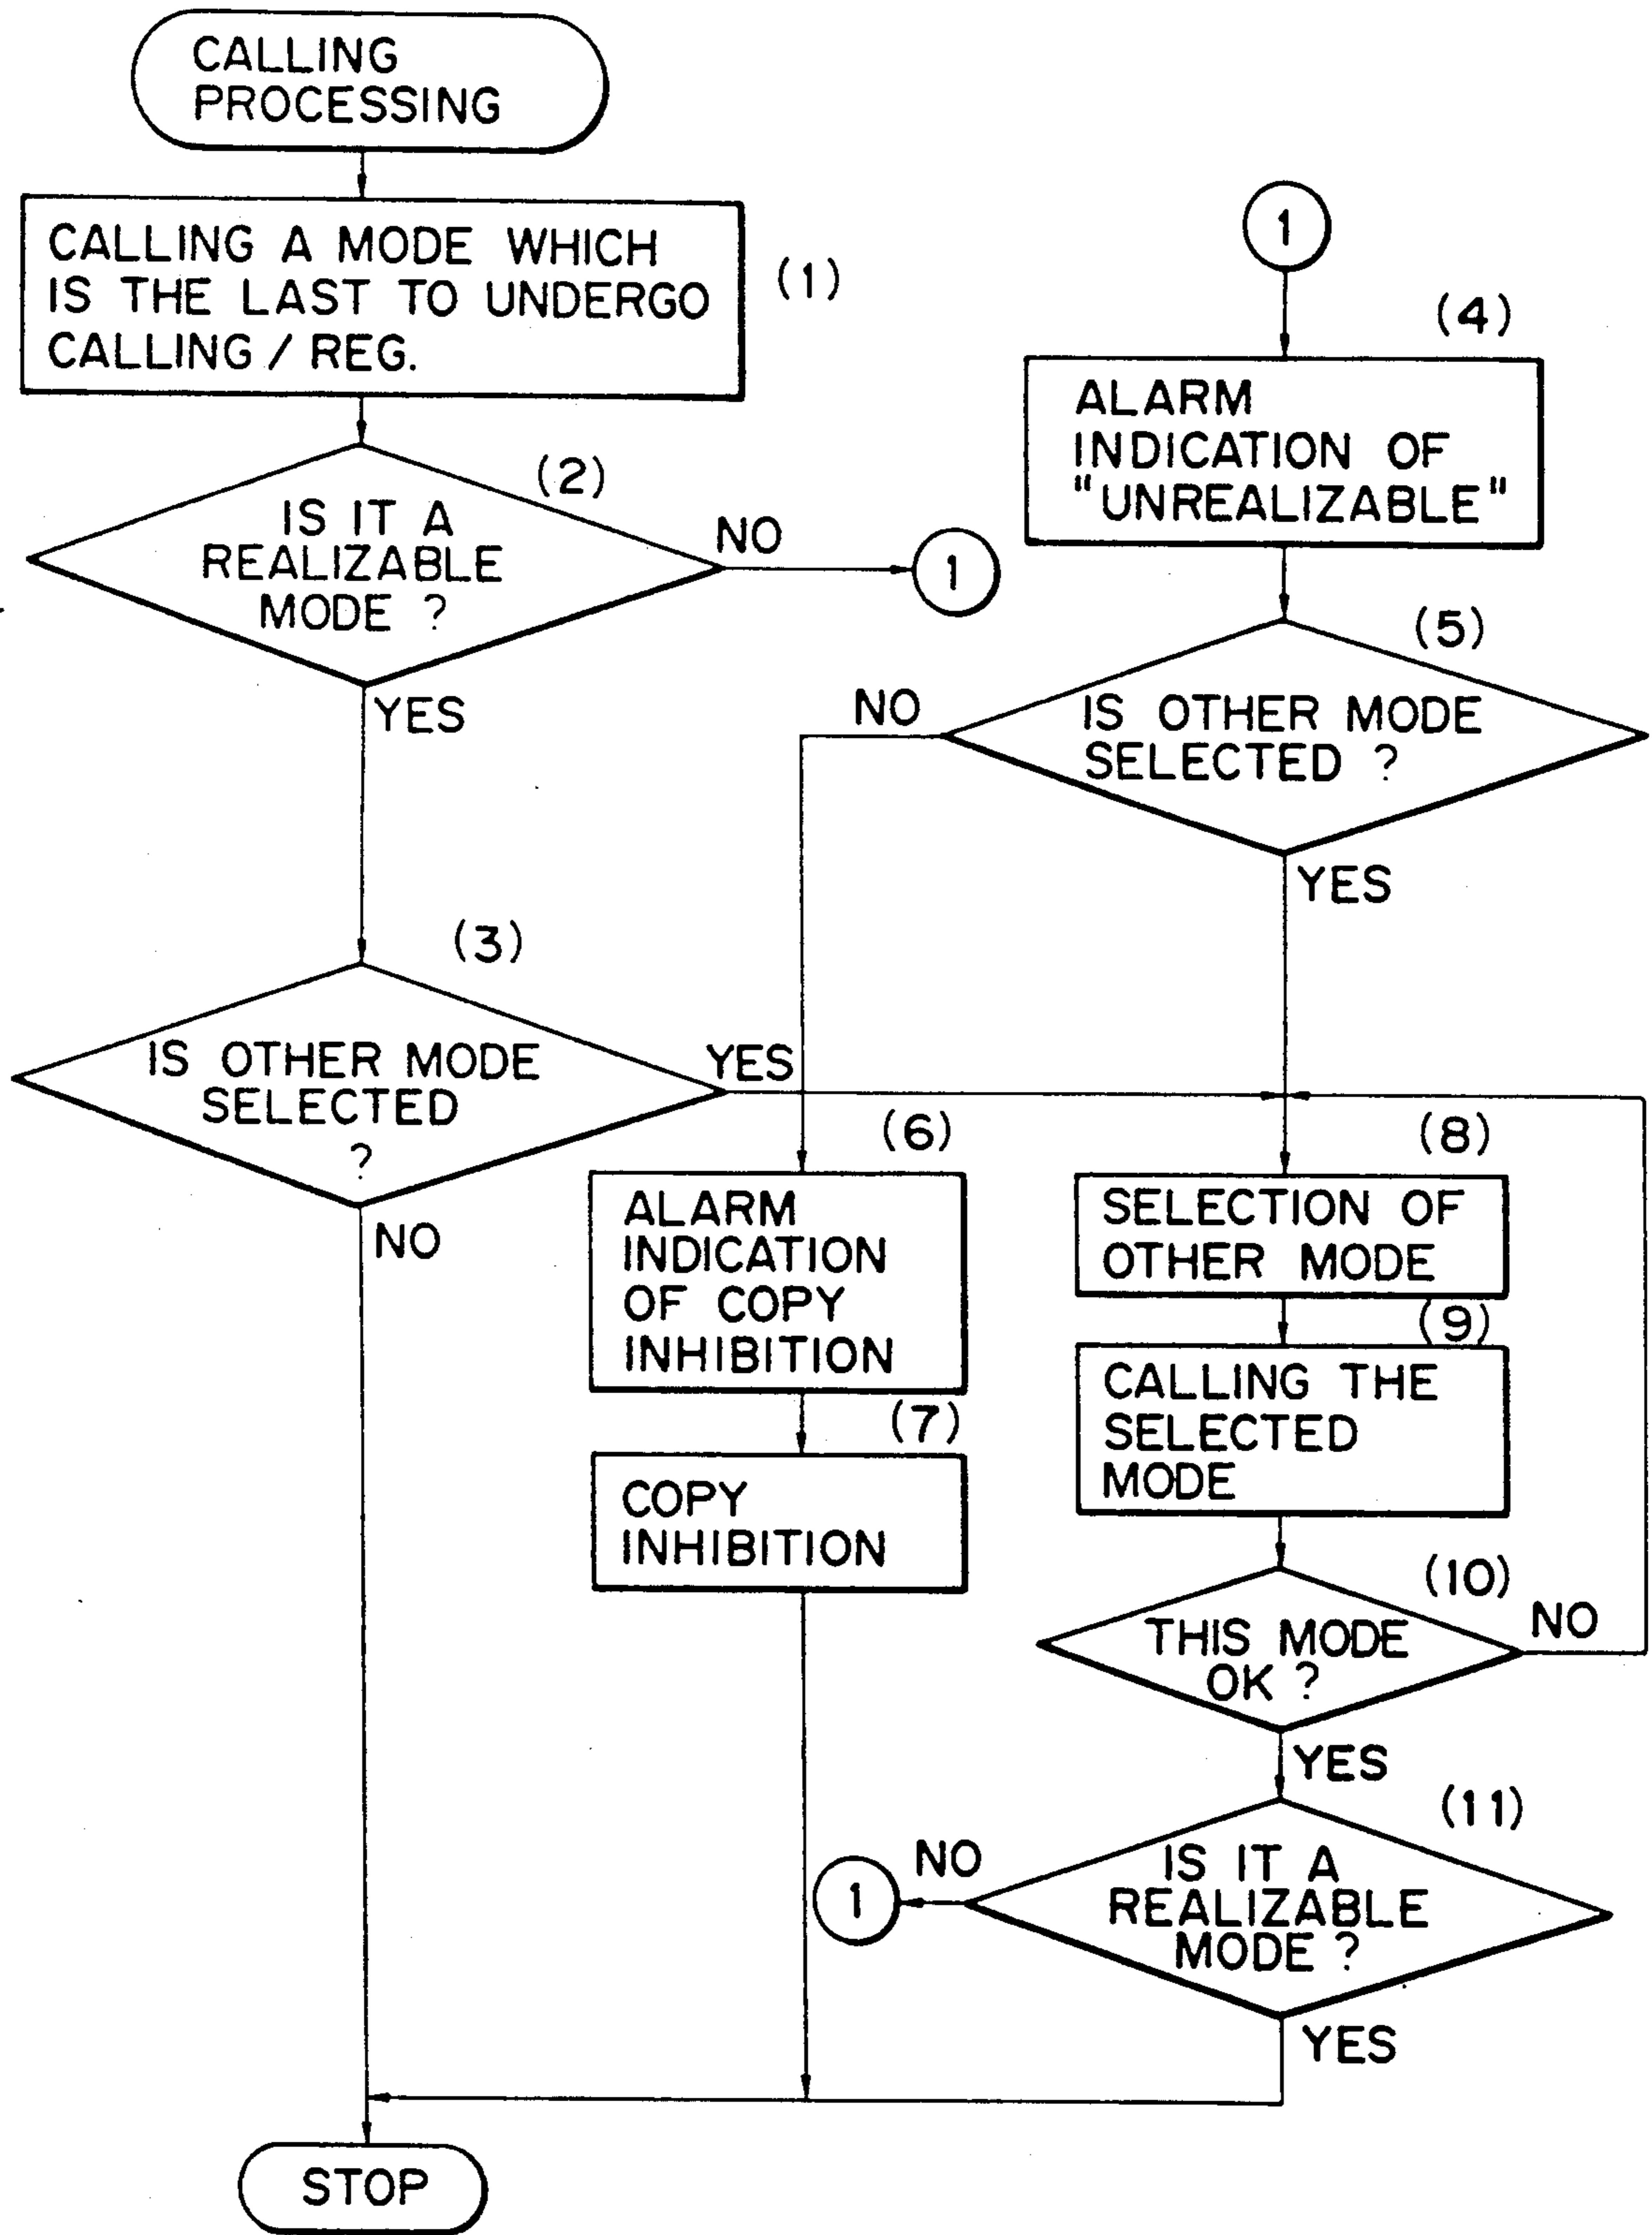 CALLING
PROCESSING
CALLING A MODE WHICH
IS THE LAST TO UNDERGO
CALLING / REG.
(1)
IS IT A
REALIZABLE
MODE ?
(2)
NO
1
YES
IS OTHER MODE
SELECTED
?
(3)
YES
NO
1
(4)
ALARM
INDICATION OF
"UNREALIZABLE"
(5)
IS OTHER MODE
SELECTED ?
NO
YES
(6)
ALARM
INDICATION
OF COPY
INHIBITION
(7)
COPY
INHIBITION
(8)
SELECTION OF
OTHER MODE
(9)
CALLING THE
SELECTED
MODE
(10)
THIS MODE
OK ?
NO
YES
(11)
IS IT A
REALIZABLE
MODE ?
NO
1
YES
STOP